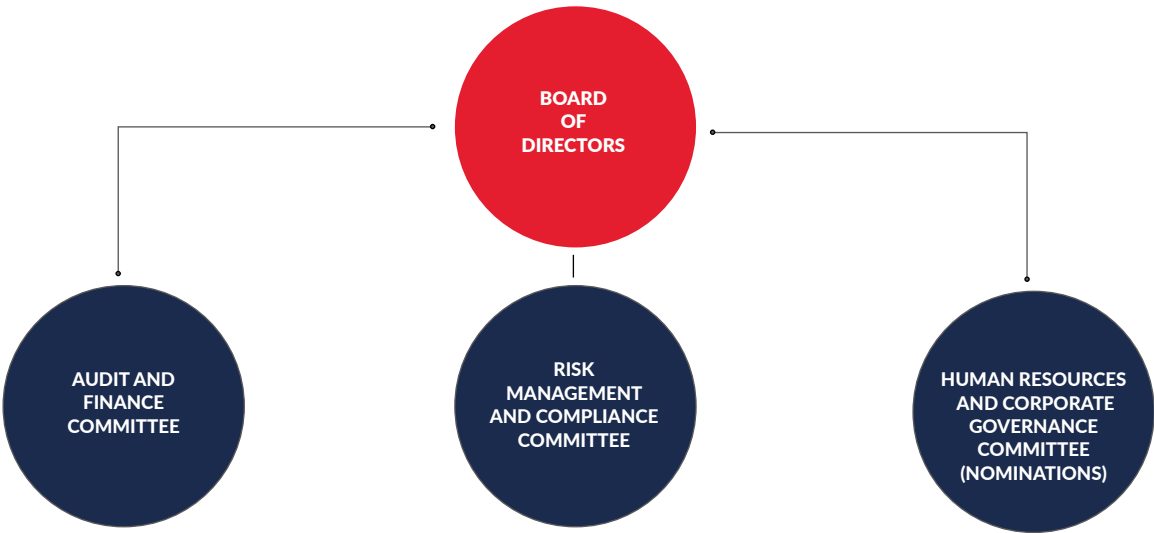 BOARD
OF
DIRECTORS
AUDIT AND
FINANCE
COMMITTEE
RISK
MANAGEMENT
AND COMPLIANCE
COMMITTEE
HUMAN RESOURCES
AND CORPORATE
GOVERNANCE
COMMITTEE
(NOMINATIONS)